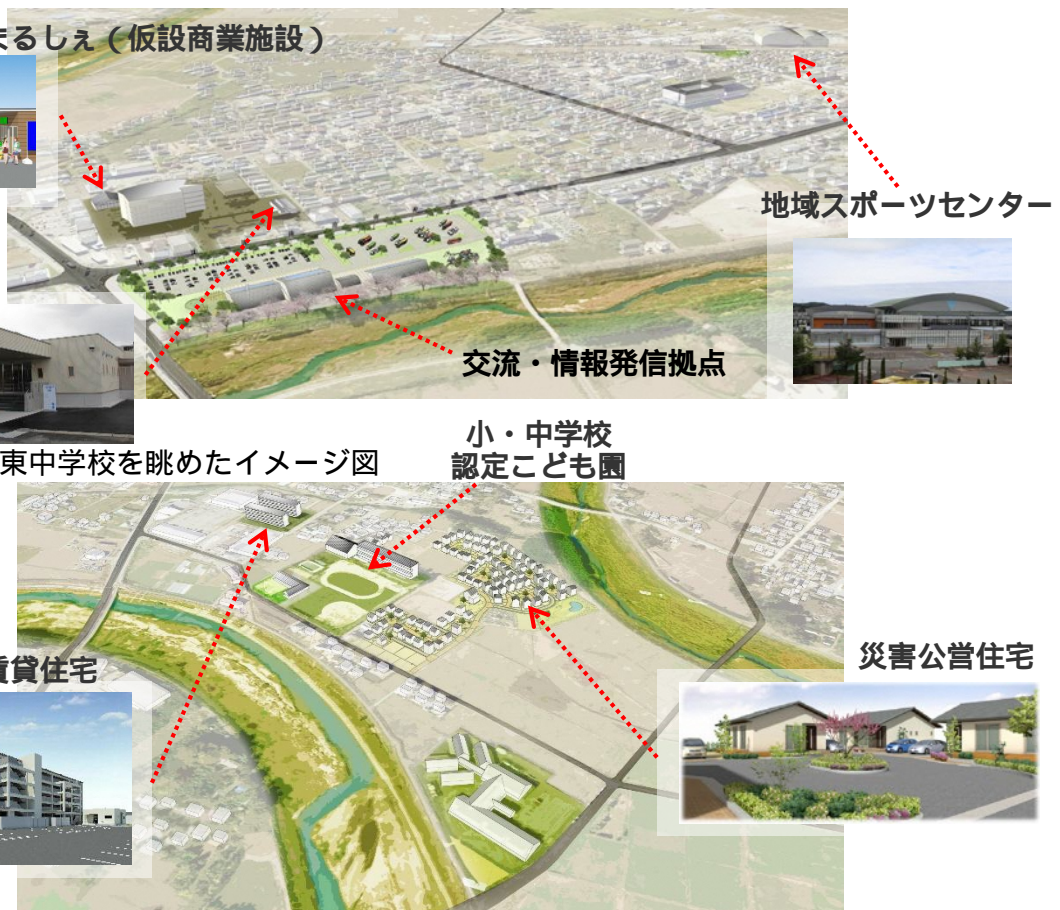 まるしぇ（仮設商業施設）
地域スポーツセンター
交流・情報発信拠点
小・中学校
認定こども園
東中学校を眺めたイメージ図
賃貸住宅
災害公営住宅